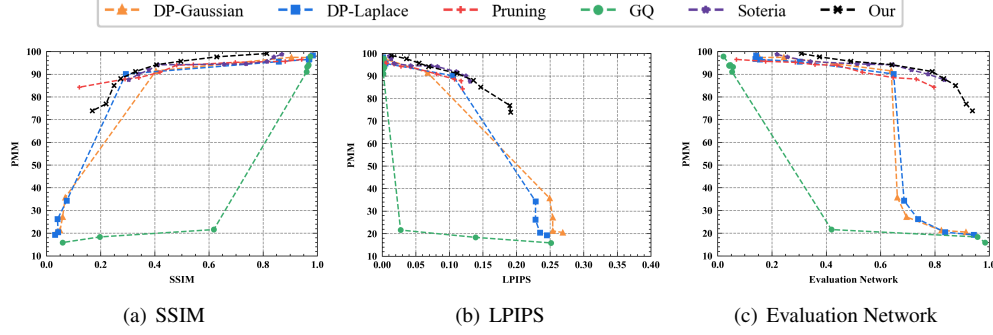 DP-Gaussian DP-Laplace Pruning GQ Soteria Our
PMM
100
90
80
70
60
50
40
30
20
10
0.0 0.2 0.4 0.6 0.8 1.0
SSIM
(a) SSIM
PMM
100
90
80
70
60
50
40
30
20
10
0.00 0.05 0.10 0.15 0.20 0.25 0.30 0.35 0.40
LPIPS
(b) LPIPS
PMM
100
90
80
70
60
50
40
30
20
10
0.0 0.2 0.4 0.6 0.8 1.0
Evaluation Network
(c) Evaluation Network